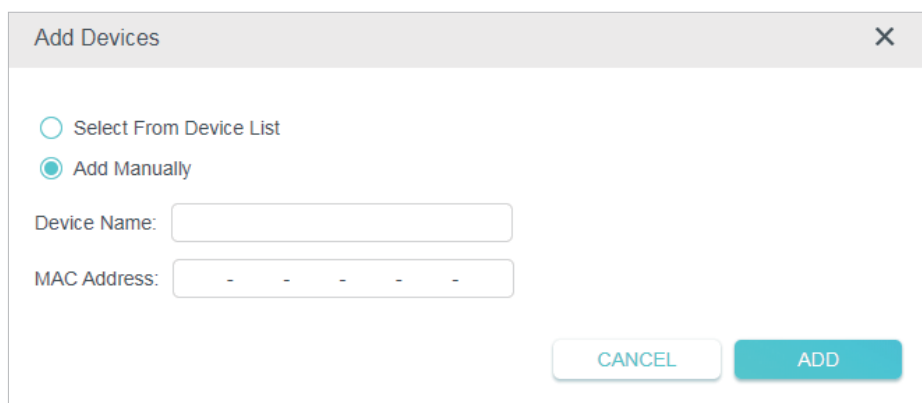 Add Devices
Select From Device List
Add Manually
Device Name:
MAC Address: - - - - -
CANCEL ADD